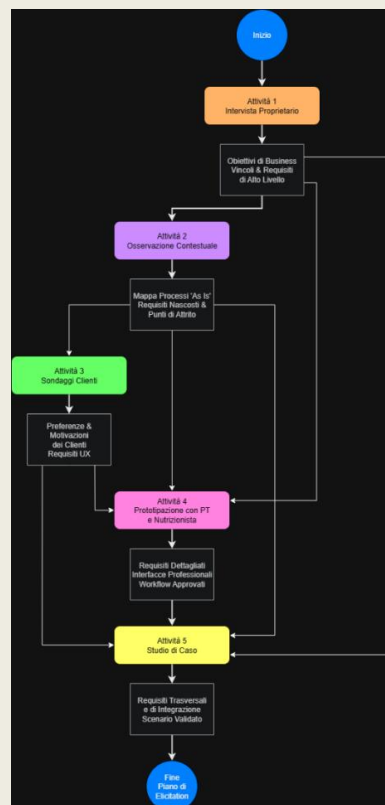 Inizio
Attività 1
Intervista Proprietario
Obiettivi di Business
Vincoli & Requisiti
di Alto Livello
Attività 2
Osservazione Contestuale
Mappa Processi 'As Is'
Requisiti Nascosti &
Punti di Attrito
Attività 3
Sondaggi Clienti
Preferenze &
Motivazioni
dei Clienti
Requisiti UX
Attività 4
Prototipazione con PT
e Nutrizionista
Requisiti Dettagliati
Interfacce Professionali
Workflow Approvati
Attività 5
Studio di Caso
Requisiti Trasversali
e di Integrazione
Scenario Validato
Fine
Piano di
Elicitation